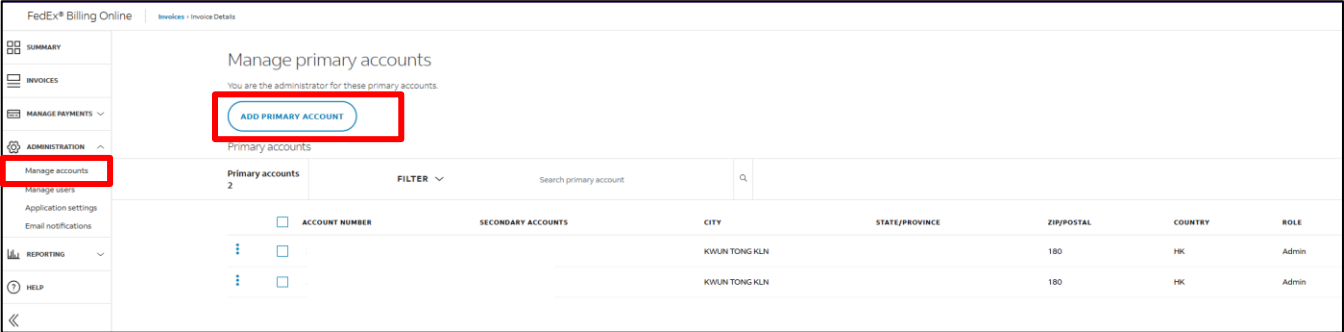 FedEx® Billing Online
Invoices › Invoice Details
SUMMARY
INVOICES
MANAGE PAYMENTS
ADMINISTRATION
Manage accounts
Manage users
Application settings
Email notifications
REPORTING
HELP
Manage primary accounts
You are the administrator for these primary accounts.
ADD PRIMARY ACCOUNT
Primary accounts
Primary accounts
2
FILTER
Search primary account
ACCOUNT NUMBER SECONDARY ACCOUNTS CITY STATE/PROVINCE ZIP/POSTAL COUNTRY ROLE
KWUN TONG KLN 180 HK Admin
KWUN TONG KLN 180 HK Admin